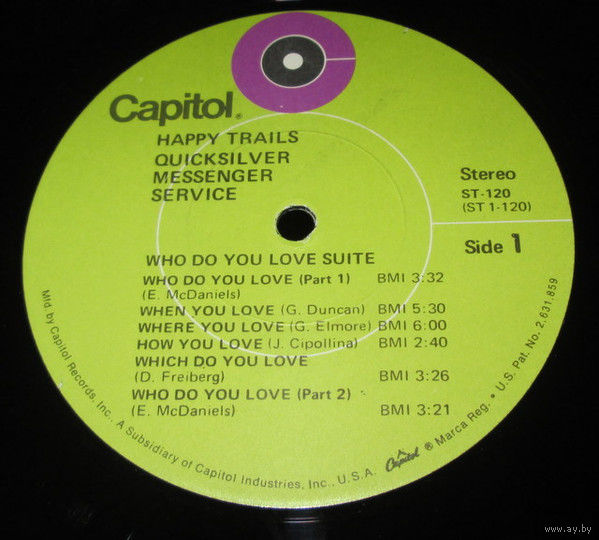 Capitol®
HAPPY TRAILS
QUICKSILVER
MESSENGER
SERVICE
Stereo
ST-120
(ST 1-120)
Side 1
WHO DO YOU LOVE SUITE
WHO DO YOU LOVE (Part 1) BMI 3:32
(E. McDaniels)
WHEN YOU LOVE (G. Duncan) BMI 5:30
WHERE YOU LOVE (G. Elmore) BMI 6:00
HOW YOU LOVE (J. Cipollina) BMI 2:40
WHICH DO YOU LOVE
(D. Freiberg) BMI 3:26
WHO DO YOU LOVE (Part 2)
(E. McDaniels) BMI 3:21
Mfd. by Capitol Records, Inc., A Subsidiary of Capitol Industries, Inc., U.S.A. Capitol ® Marca Reg. • U.S. Pat. No. 2,631,859
www.ay.by